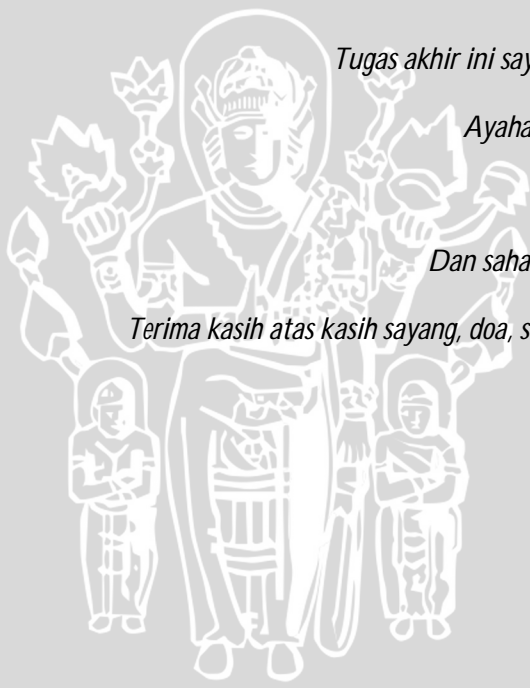 Tugas akhir ini say
Ayaha
Dan saha
Terima kasih atas kasih sayang, doa, s